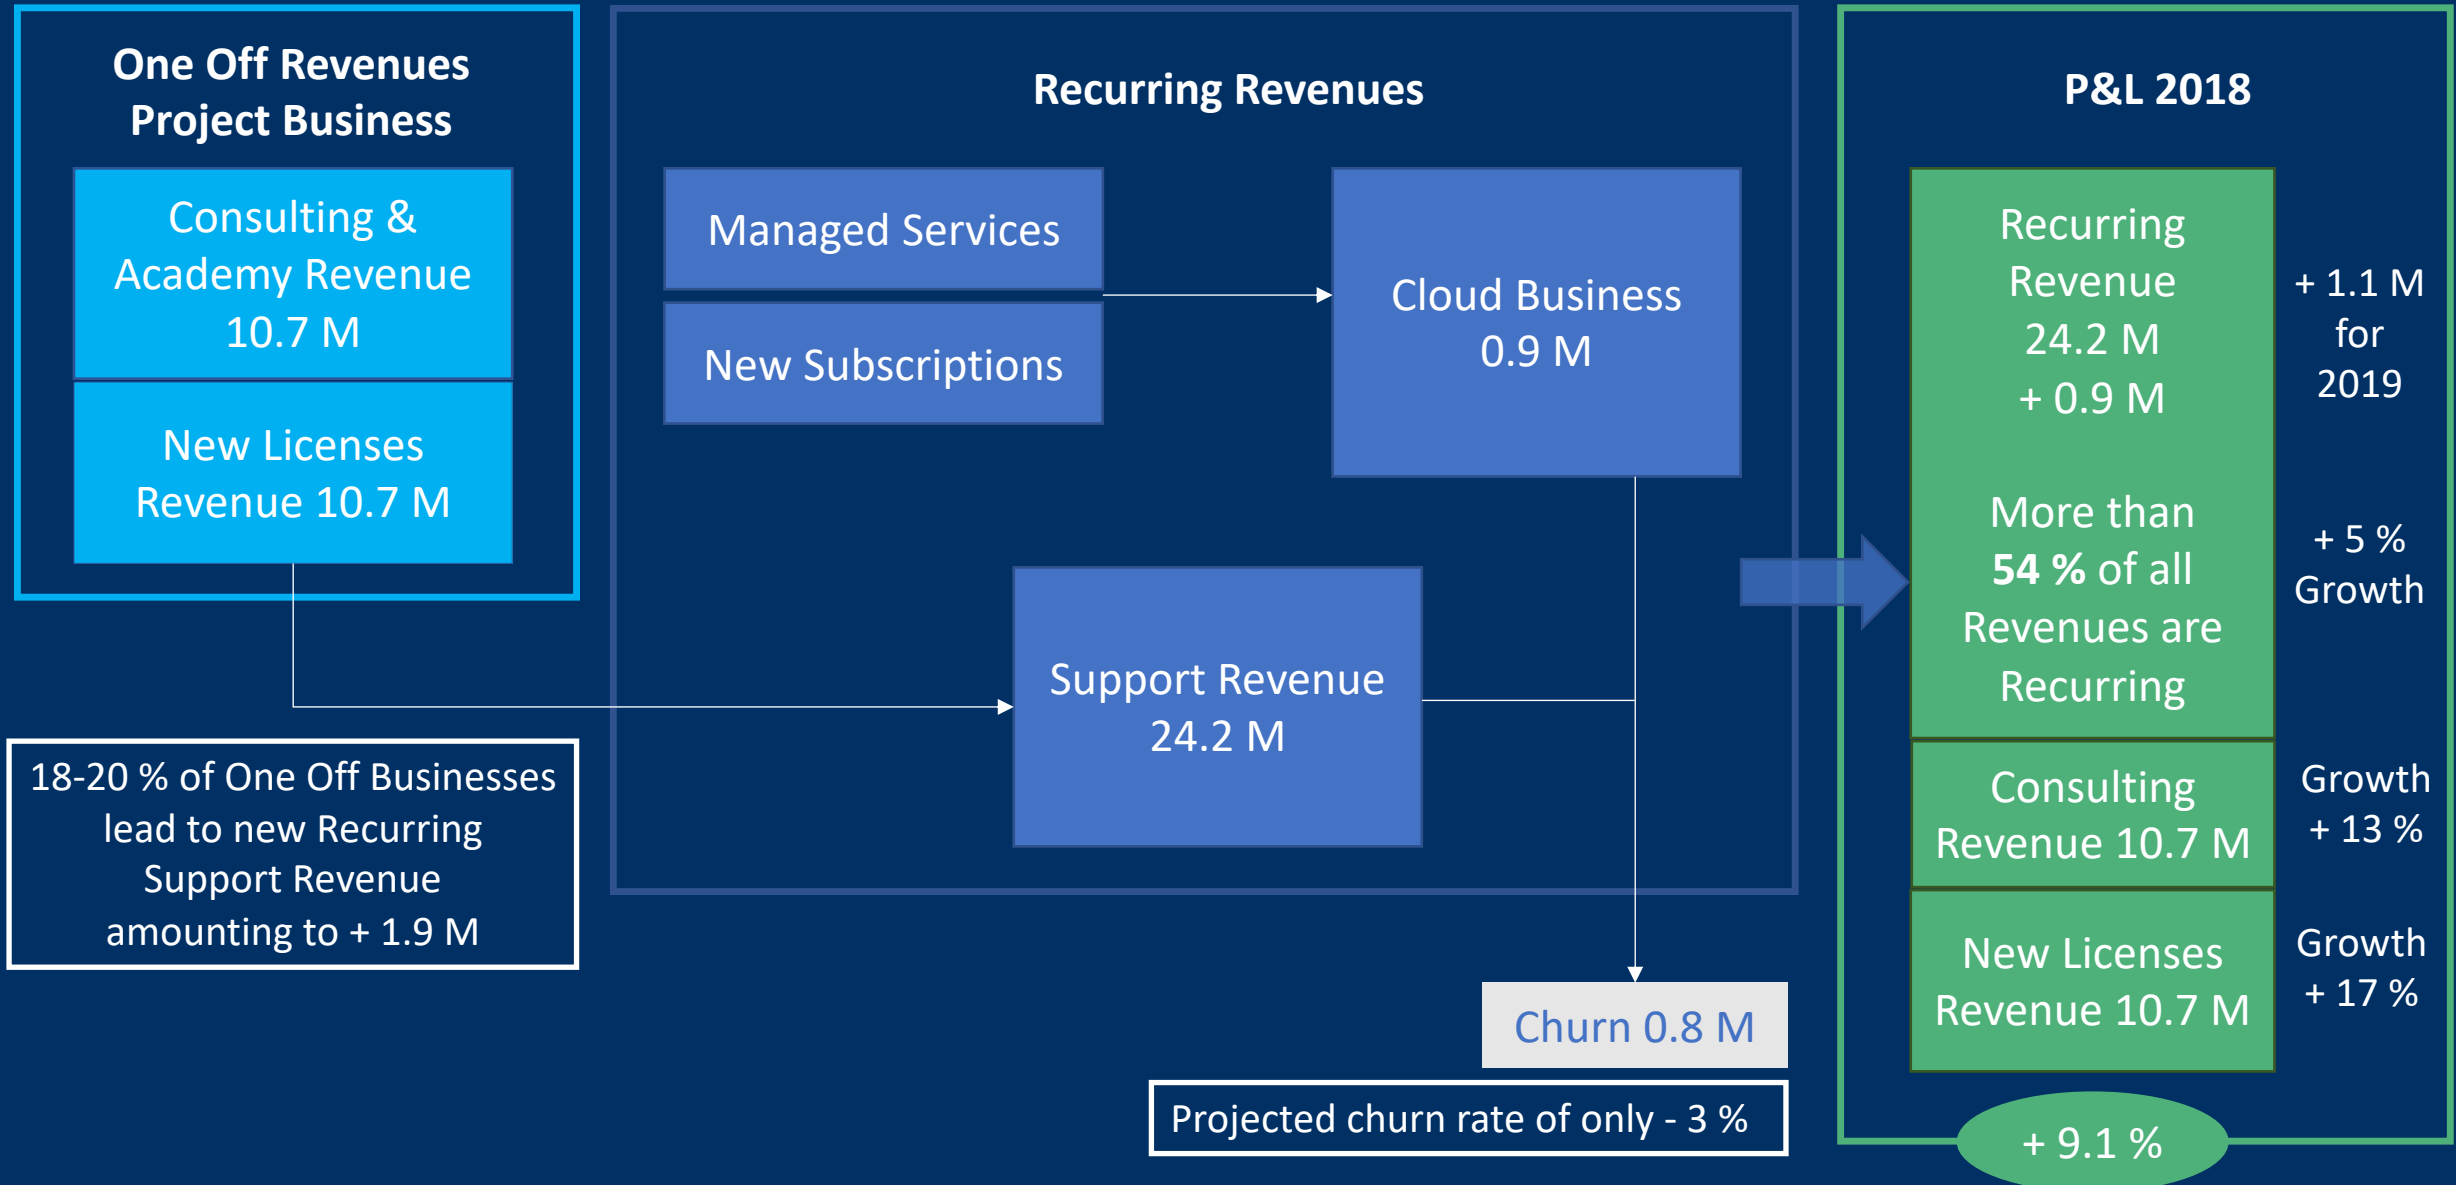 One Off Revenues
Project Business
Consulting &
Academy Revenue
10.7 M
New Licenses
Revenue 10.7 M
18-20 % of One Off Businesses
lead to new Recurring
Support Revenue
amounting to + 1.9 M
Recurring Revenues
Managed Services
New Subscriptions
Cloud Business
0.9 M
Support Revenue
24.2 M
Churn 0.8 M
Projected churn rate of only - 3 %
P&L 2018
Recurring
Revenue
24.2 M
+ 0.9 M
More than
54 % of all
Revenues are
Recurring
+ 1.1 M
for
2019
+ 5 %
Growth
Consulting
Revenue 10.7 M
Growth
+ 13 %
New Licenses
Revenue 10.7 M
Growth
+ 17 %
+ 9.1 %